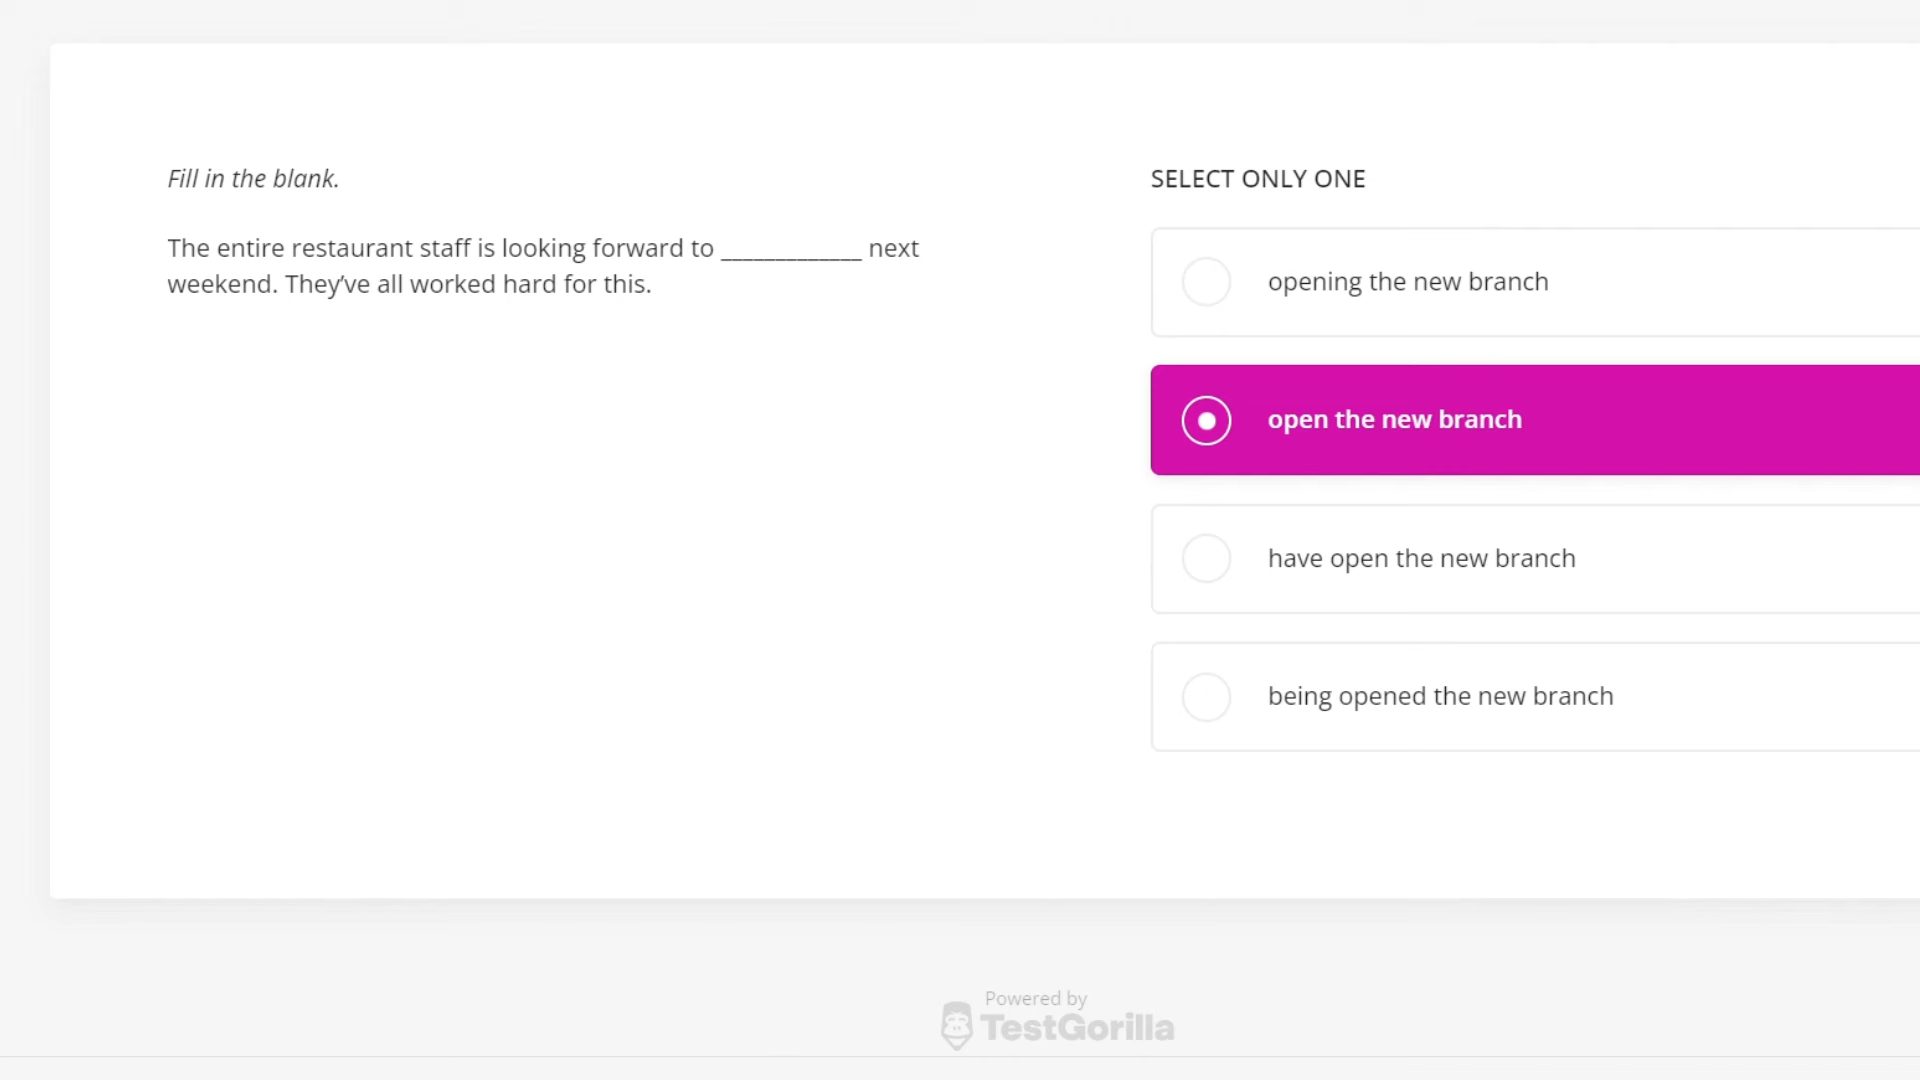 Fill in the blank.
The entire restaurant staff is looking forward to _____________ next
weekend. They’ve all worked hard for this.
SELECT ONLY ONE
opening the new branch
open the new branch
have open the new branch
being opened the new branch
Powered by
TestGorilla